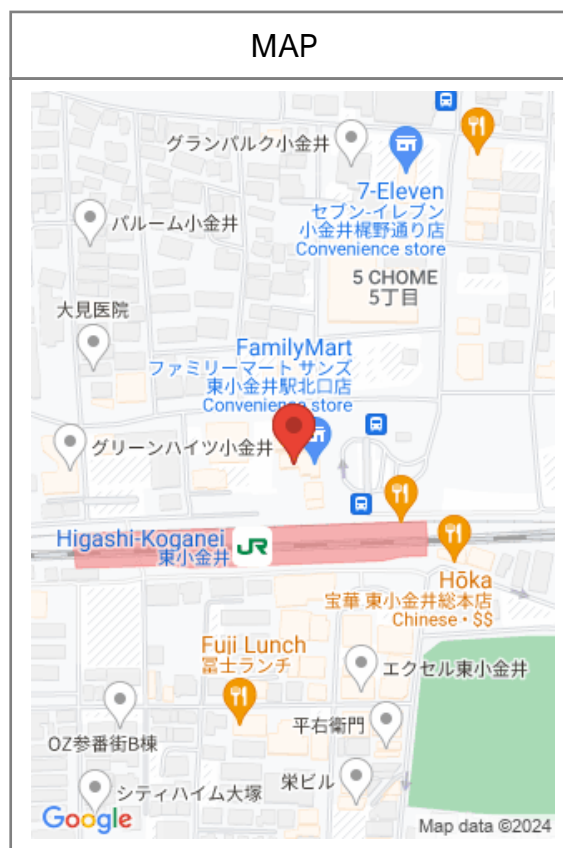 MAP
グランパルク小金井
7-Eleven
セブン-イレブン
小金井梶野通り店
Convenience store
パルーム小金井
5 CHOME
5丁目
大見医院
FamilyMart
ファミリーマート サンズ
東小金井駅北口店
Convenience store
グリーンハイツ小金井
Higashi-Koganei
東小金井
JR
Hōka
宝華 東小金井総本店
Chinese • $$
Fuji Lunch
冨士ランチ
エクセル東小金井
平右衛門
OZ参番街B棟
栄ビル
シティハイム大塚
Google
Map data ©2024